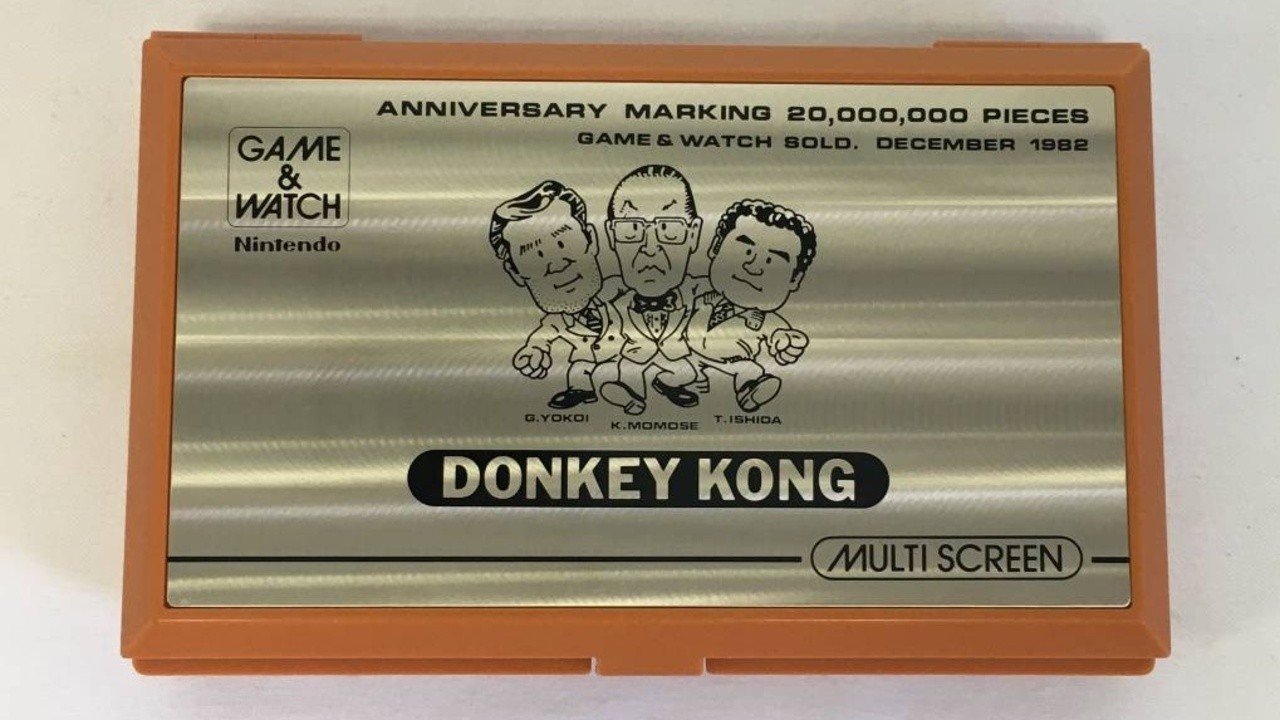 ANNIVERSARY MARKING 20,000,000 PIECES
GAME & WATCH SOLD. DECEMBER 1982
GAME
&
WATCH
Nintendo
G.YOKOI K.MOMOSE T.ISHIDA
DONKEY KONG
MULTI SCREEN